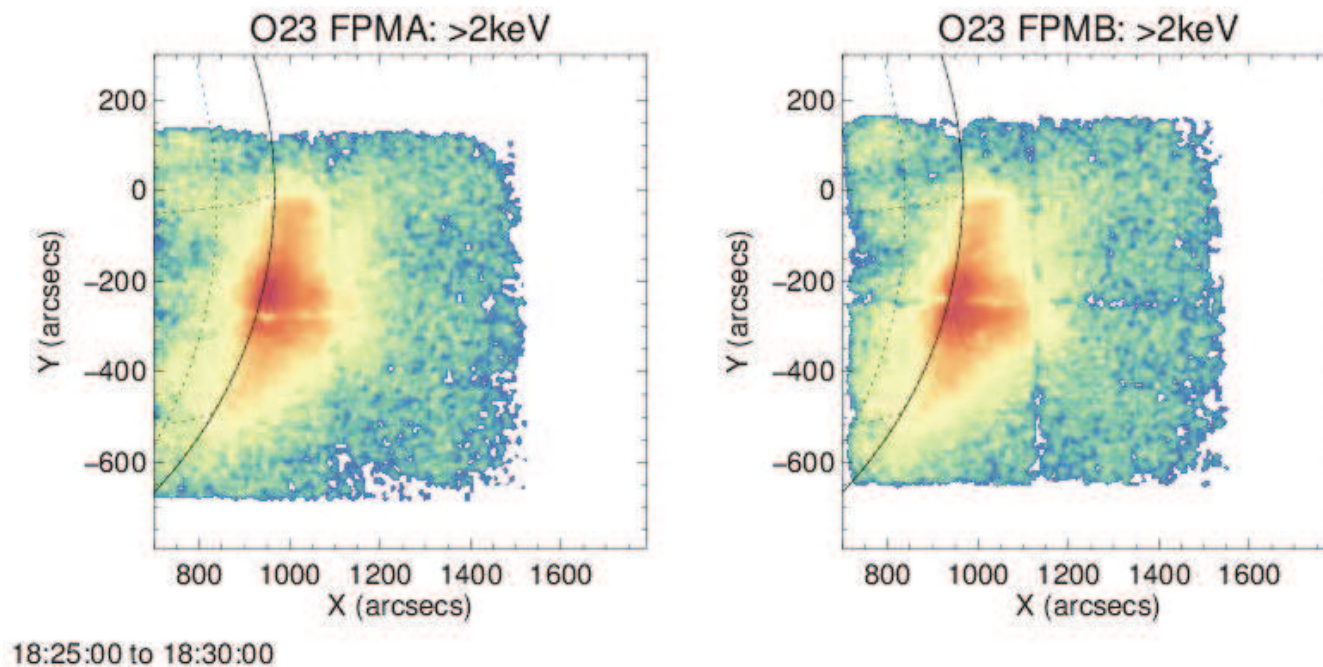 O23 FPMA: >2keV
O23 FPMB: >2keV
200
0
−200
−400
−600
Y (arcsecs)
800 1000 1200 1400 1600
X (arcsecs)
200
0
−200
−400
−600
Y (arcsecs)
800 1000 1200 1400 1600
X (arcsecs)
18:25:00 to 18:30:00